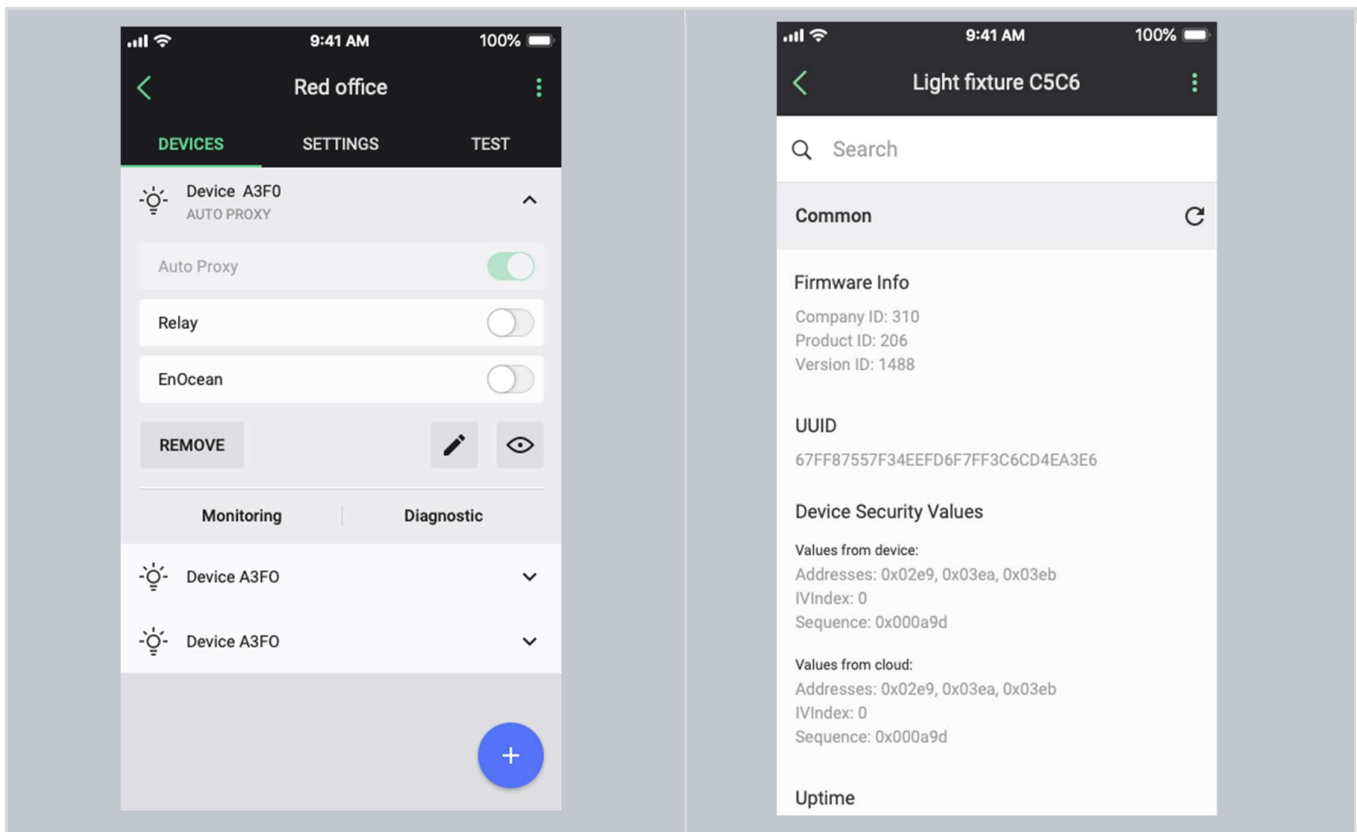 9:41 AM
100%
Red office
DEVICES
SETTINGS
TEST
Device A3F0
AUTO PROXY
Auto Proxy
Relay
EnOcean
REMOVE
Monitoring
Diagnostic
Device A3FO
Device A3FO
9:41 AM
100%
Light fixture C5C6
Search
Common
Firmware Info
Company ID: 310
Product ID: 206
Version ID: 1488
UUID
67FF87557F34EEFD6F7FF3C6CD4EA3E6
Device Security Values
Values from device:
Addresses: 0x02e9, 0x03ea, 0x03eb
IVIndex: 0
Sequence: 0x000a9d
Values from cloud:
Addresses: 0x02e9, 0x03ea, 0x03eb
IVIndex: 0
Sequence: 0x000a9d
Uptime